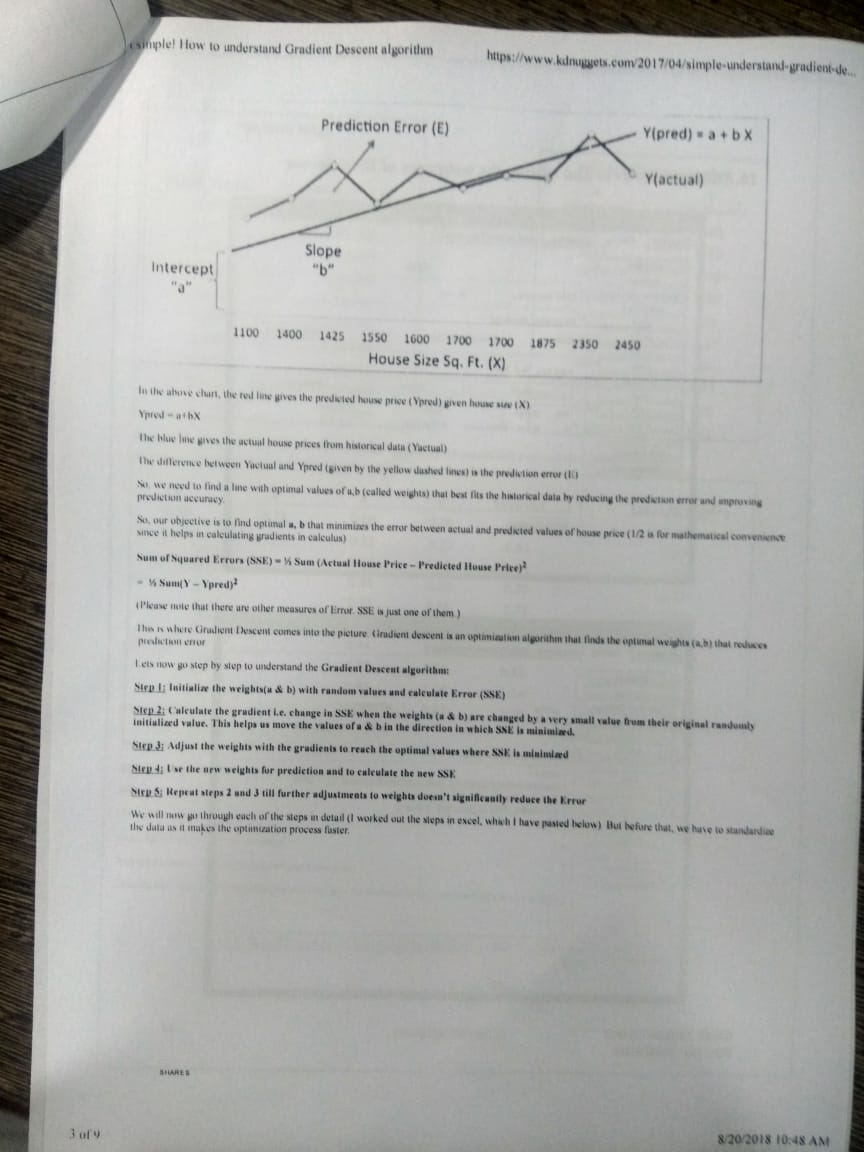 simple! How to understand Gradient Descent algorithm
https://www.kdnuggets.com/2017/04/simple-understand-gradient-de...
Prediction Error (E)
Y(pred) = a + b X
Y(actual)
Slope
"b"
Intercept
"a"
1100 1400 1425 1550 1600 1700 1700 1875 2350 2450
House Size Sq. Ft. (X)
In the above chart, the red line gives the predicted house price (Ypred) given house size (X)
Ypred = a+bX
The blue line gives the actual house prices from historical data (Yactual)
The difference between Yactual and Ypred (given by the yellow dashed lines) is the prediction error (E)
So, we need to find a line with optimal values of a,b (called weights) that best fits the historical data by reducing the prediction error and improving
prediction accuracy.
So, our objective is to find optimal a, b that minimizes the error between actual and predicted values of house price (1/2 is for mathematical convenience
since it helps in calculating gradients in calculus)
Sum of Squared Errors (SSE) = ½ Sum (Actual House Price – Predicted House Price)²
= ½ Sum(Y – Ypred)²
(Please note that there are other measures of Error. SSE is just one of them.)
This is where Gradient Descent comes into the picture. Gradient descent is an optimization algorithm that finds the optimal weights (a,b) that reduces
prediction error
Lets now go step by step to understand the Gradient Descent algorithm:
Step 1: Initialize the weights(a & b) with random values and calculate Error (SSE)
Step 2: Calculate the gradient i.e. change in SSE when the weights (a & b) are changed by a very small value from their original randomly
initialized value. This helps us move the values of a & b in the direction in which SSE is minimized.
Step 3: Adjust the weights with the gradients to reach the optimal values where SSE is minimized
Step 4: Use the new weights for prediction and to calculate the new SSE
Step 5: Repeat steps 2 and 3 till further adjustments to weights doesn't significantly reduce the Error
We will now go through each of the steps in detail (I worked out the steps in excel, which I have pasted below). But before that, we have to standardize
the data as it makes the optimization process faster.
SHARES
3 of 9
8/20/2018 10:48 AM